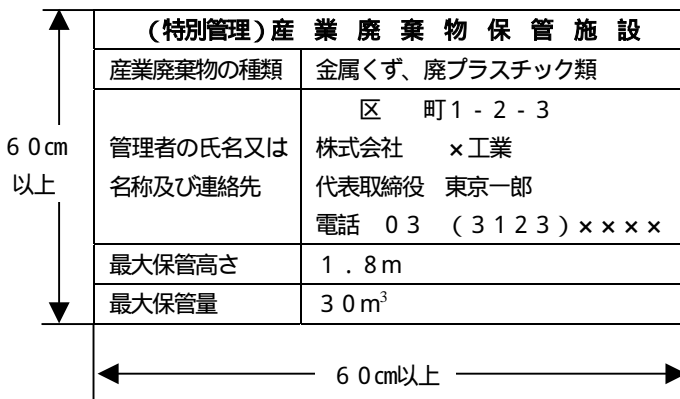 （特別管理）産業廃棄物保管施設
産業廃棄物の種類 金属くず、廃プラスチック類
区 町1-2-3
管理者の氏名又は 株式会社 ×工業
名称及び連絡先 代表取締役 東京一郎
電話 03 (3123)××××
最大保管高さ 1.8m
最大保管量 30m³
60cm
以上
60cm以上